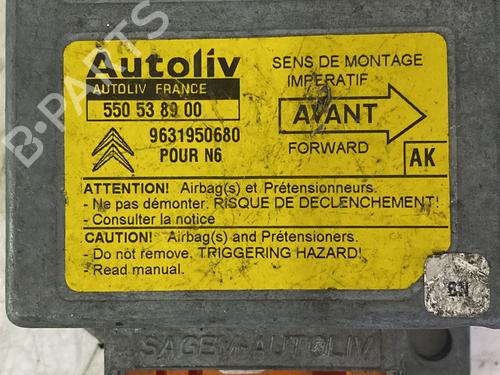 Autoliv
AUTOLIV FRANCE
550 53 89 00
9631950680
POUR N6
SENS DE MONTAGE
IMPERATIF
AVANT
FORWARD
AK
ATTENTION! Airbag(s) et Prétensionneurs.
- Ne pas démonter. RISQUE DE DECLENCHEMENT!
- Consulter la notice
CAUTION! Airbag(s) and Pretensioners.
- Do not remove. TRIGGERING HAZARD!
- Read manual.
SAGEM-AUTOLIV
B-PARTS